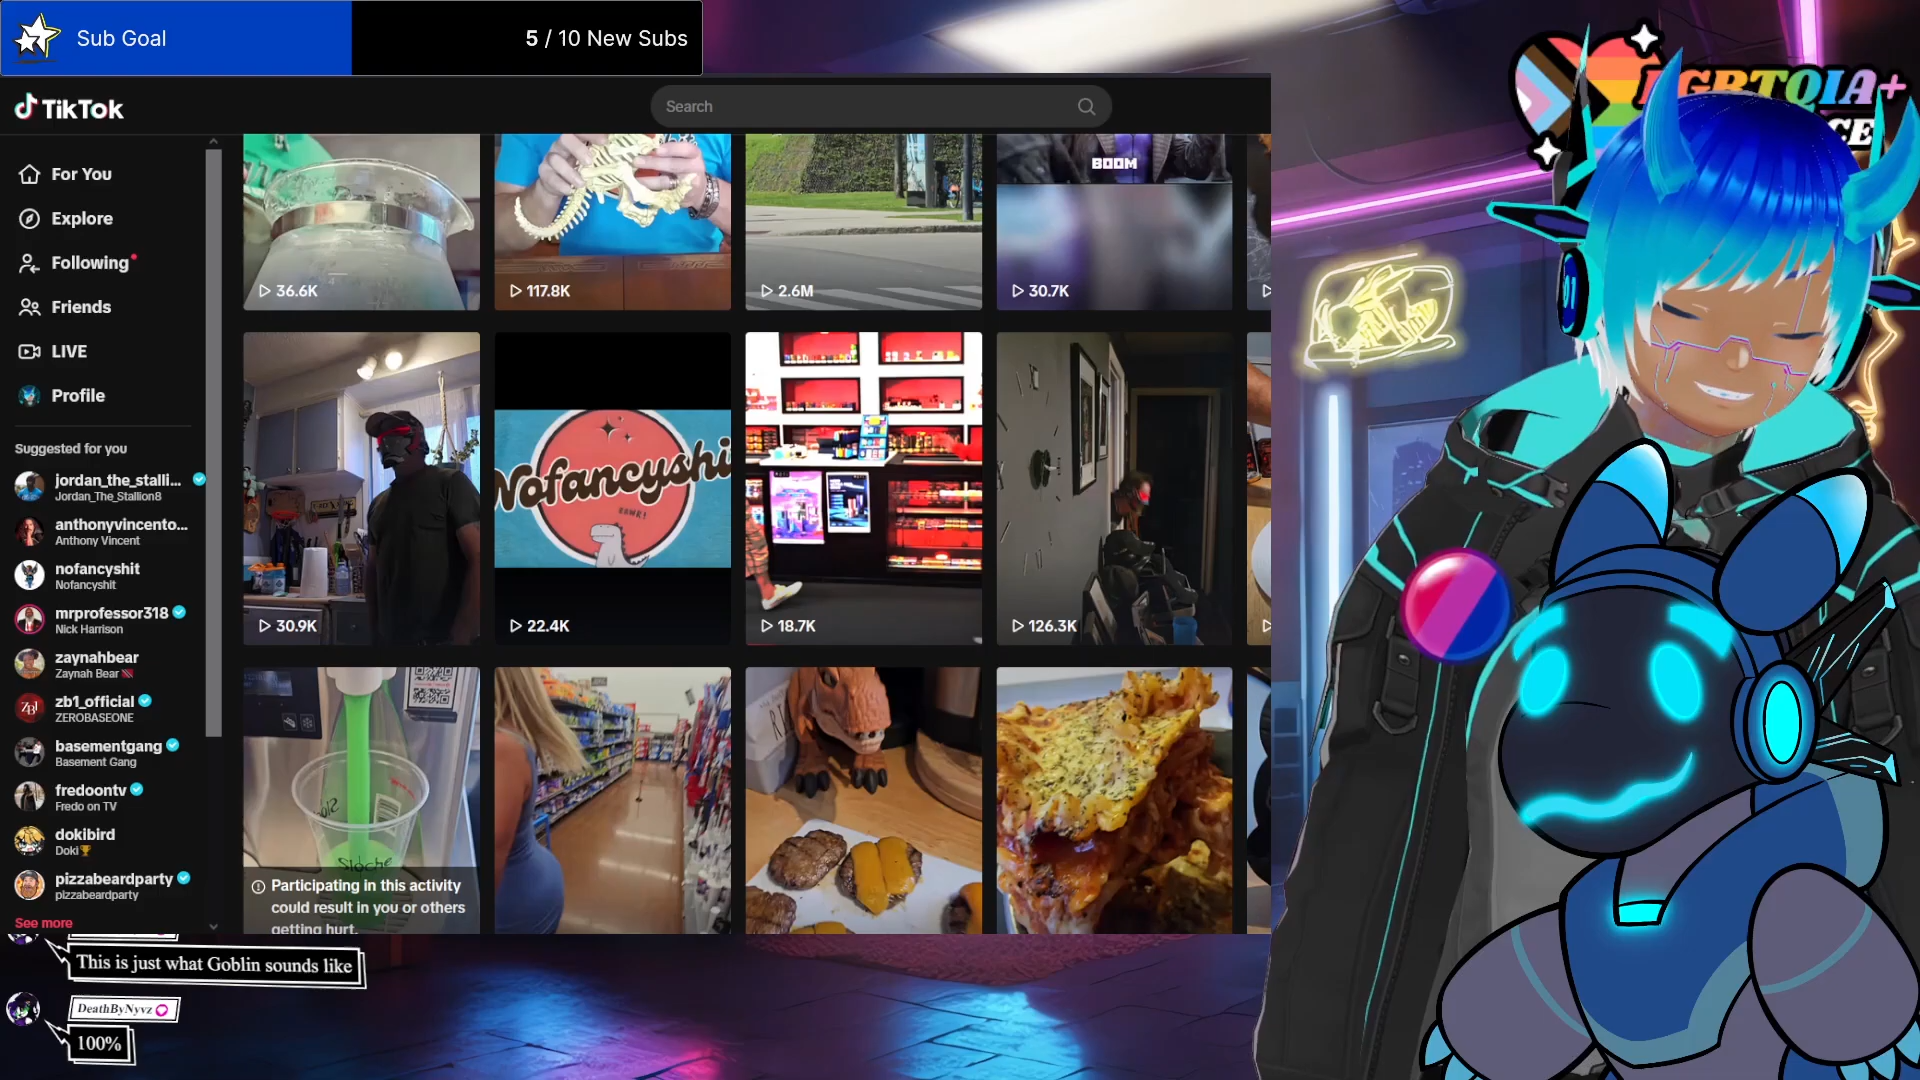 Sub Goal
5 / 10 New Subs
LGBTQIA+
TikTok
Search
For You
Explore
Following
Friends
LIVE
Profile
Suggested for you
jordan_the_stalli...
Jordan_The_Stallion8
anthonyvincento...
Anthony Vincent
nofancyshit
Nofancyshit
mrprofessor318
Nick Harrison
zaynahbear
Zaynah Bear
zb1_official
ZEROBASEONE
basementgang
Basement Gang
fredoontv
Fredo on TV
dokibird
Doki
pizzabeardparty
pizzabeardparty
See more
36.6K
117.8K
2.6M
BOOM
30.7K
30.9K
Nofancyshi
RAWR!
22.4K
18.7K
126.3K
Sloche
Participating in this activity
could result in you or others
getting hurt.
This is just what Goblin sounds like
DeathByNyvz
100%